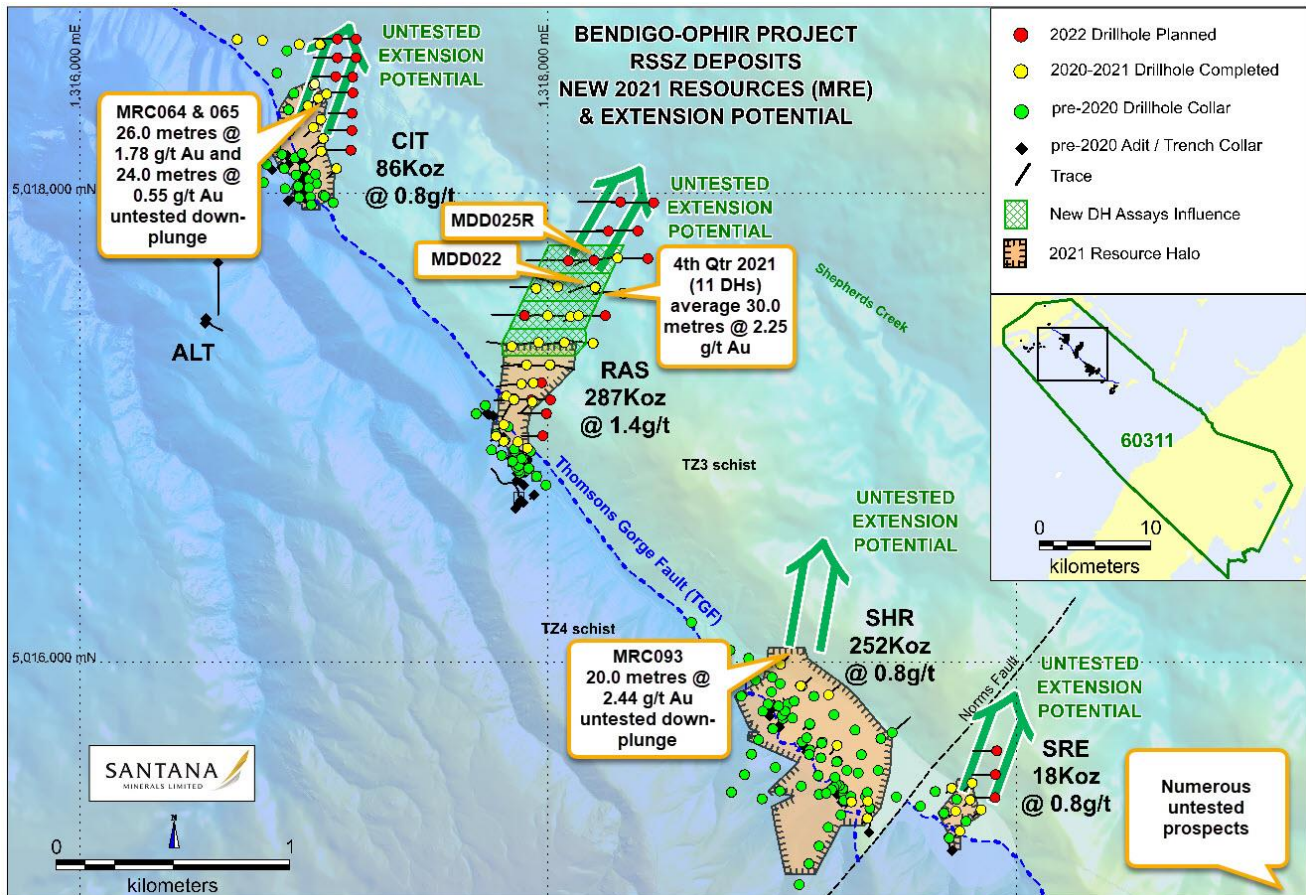 BENDIGO-OPHIR PROJECT
RSSZ DEPOSITS
NEW 2021 RESOURCES (MRE)
& EXTENSION POTENTIAL
1,316,000 mE
1,318,000 mE
5,018,000 mN
5,016,000 mN
UNTESTED
EXTENSION
POTENTIAL
MRC064 & 065
26.0 metres @
1.78 g/t Au and
24.0 metres @
0.55 g/t Au
untested down-
plunge
CIT
86Koz
@ 0.8g/t
UNTESTED
EXTENSION
POTENTIAL
MDD025R
MDD022
4th Qtr 2021
(11 DHs)
average 30.0
metres @ 2.25
g/t Au
Shepherds Creek
ALT
RAS
287Koz
@ 1.4g/t
TZ3 schist
Thomsons Gorge Fault (TGF)
UNTESTED
EXTENSION
POTENTIAL
TZ4 schist
SHR
252Koz
@ 0.8g/t
MRC093
20.0 metres @
2.44 g/t Au
untested down-
plunge
Norms Fault
UNTESTED
EXTENSION
POTENTIAL
SRE
18Koz
@ 0.8g/t
Numerous
untested
prospects
SANTANA
MINERALS LIMITED
N
0 1
kilometers
2022 Drillhole Planned
2020-2021 Drillhole Completed
pre-2020 Drillhole Collar
pre-2020 Adit / Trench Collar
Trace
New DH Assays Influence
2021 Resource Halo
60311
0 10
kilometers